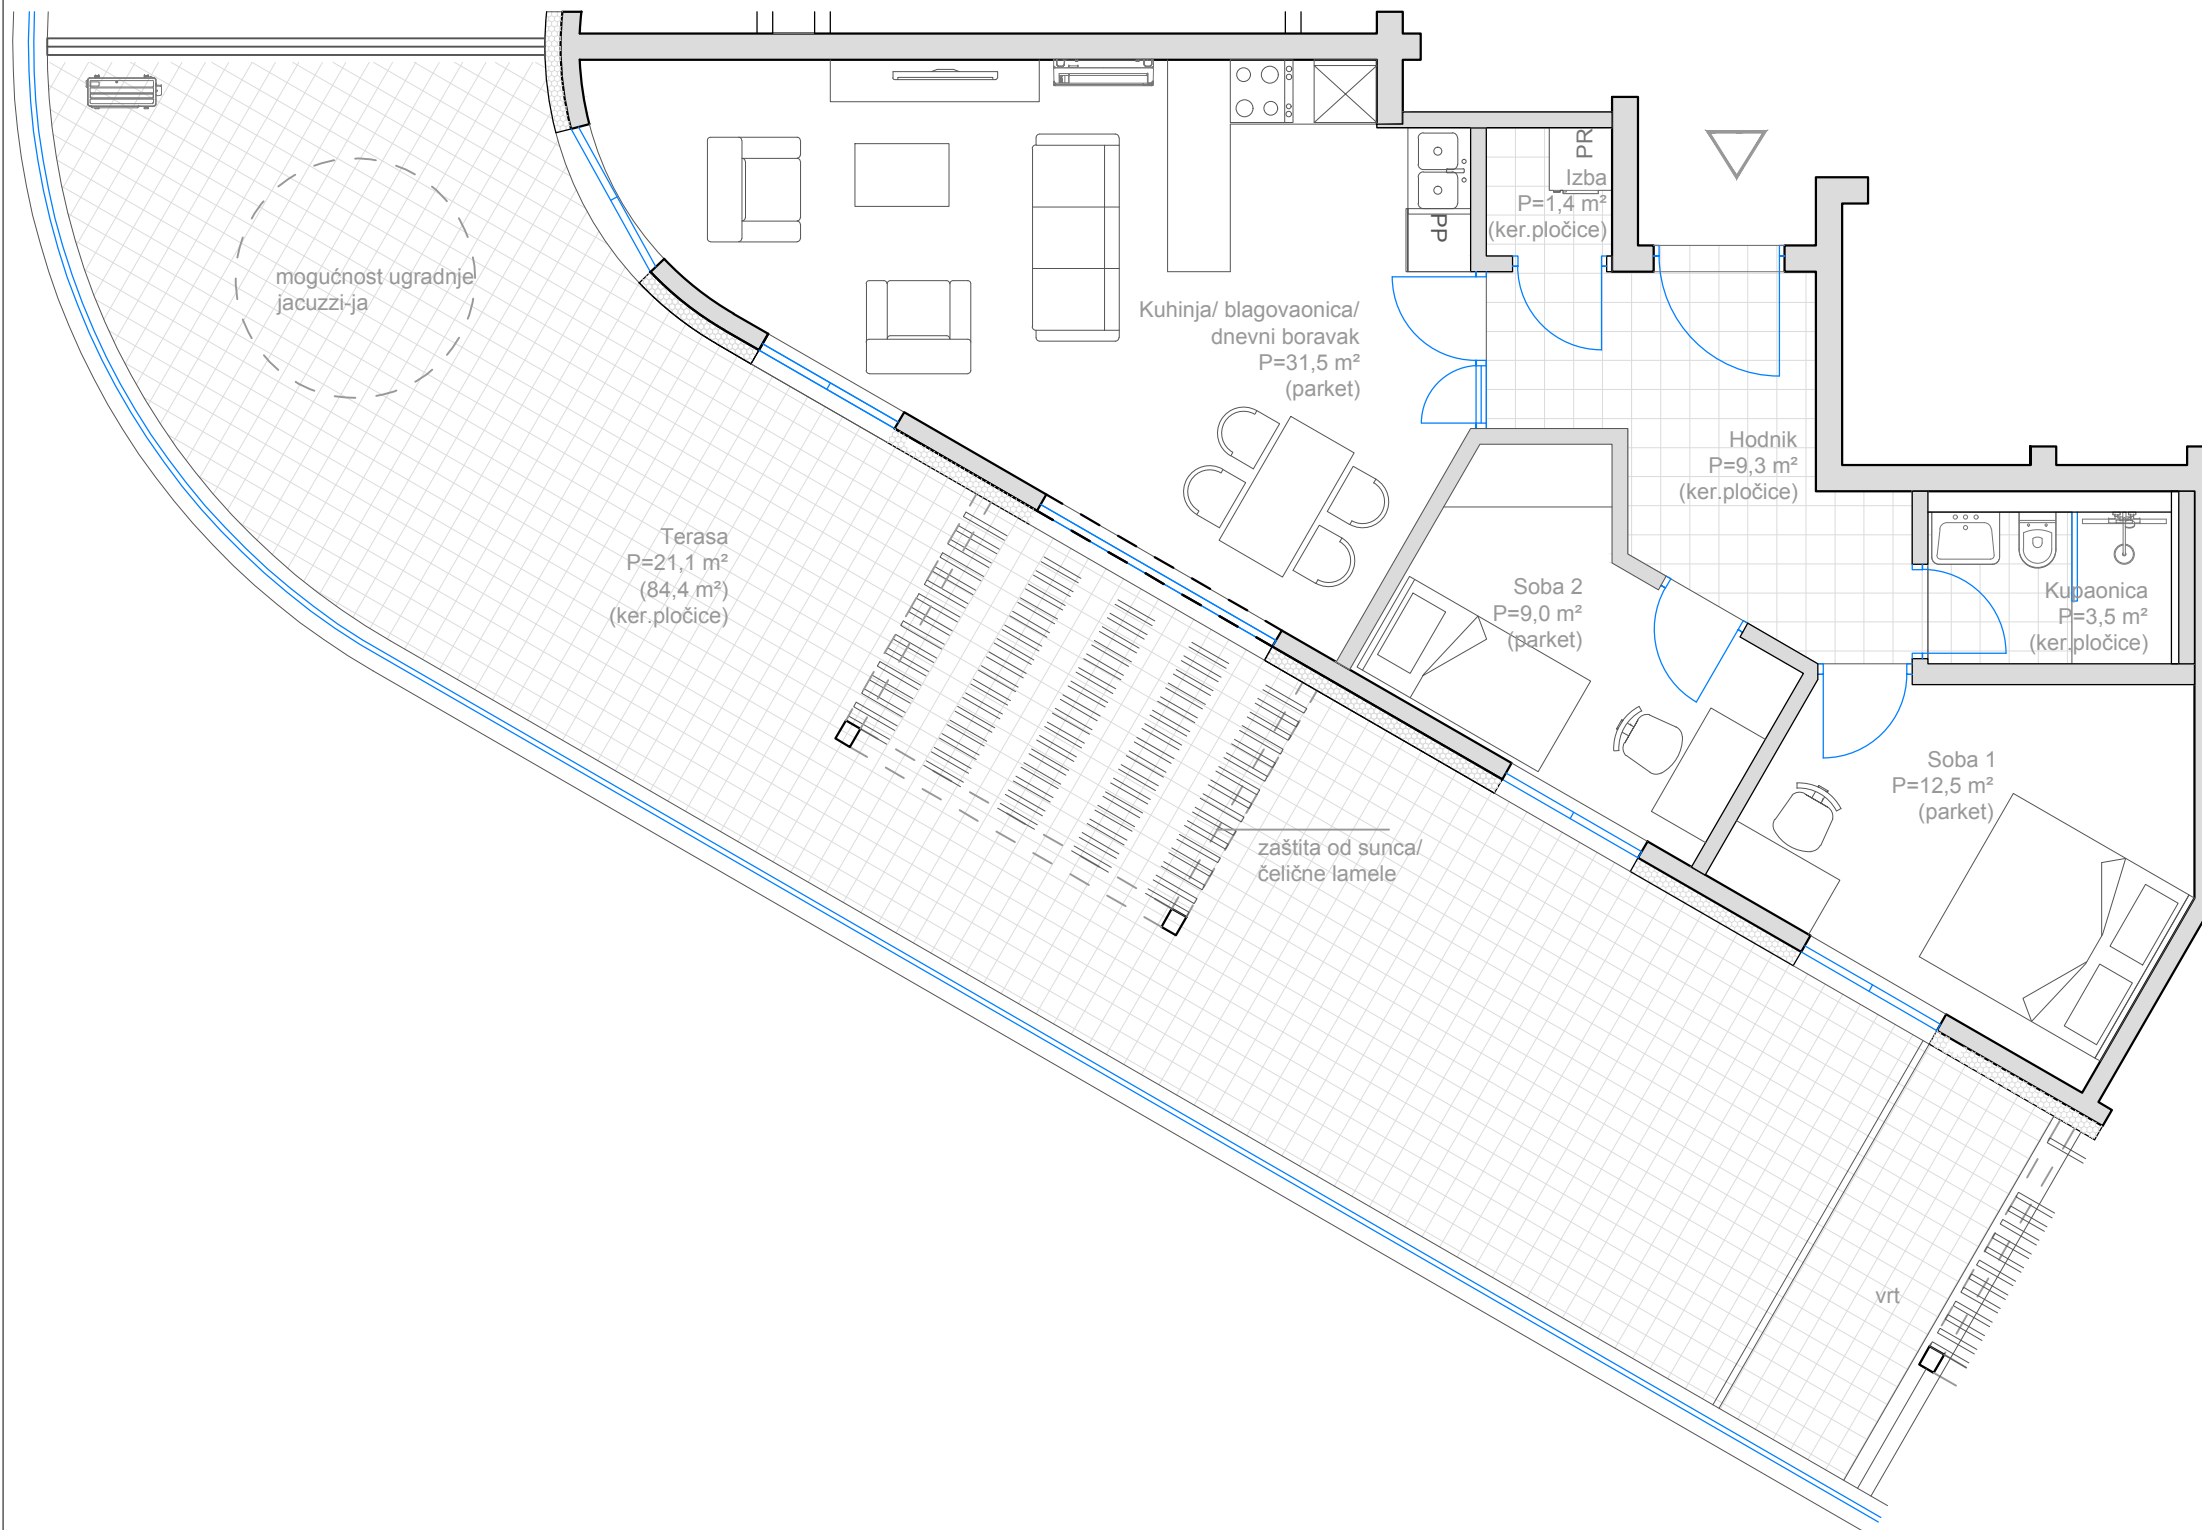 PR
Izba
P=1,4 m²
(ker.pločice)
PP
mogućnost ugradnje
jacuzzi-ja
Kuhinja/ blagovaonica/
dnevni boravak
P=31,5 m²
(parket)
Hodnik
P=9,3 m²
(ker.pločice)
Terasa
P=21,1 m²
(84,4 m²)
(ker.pločice)
Soba 2
P=9,0 m²
(parket)
Kupaonica
P=3,5 m²
(ker.pločice)
Soba 1
P=12,5 m²
(parket)
zaštita od sunca/
čelične lamele
vrt